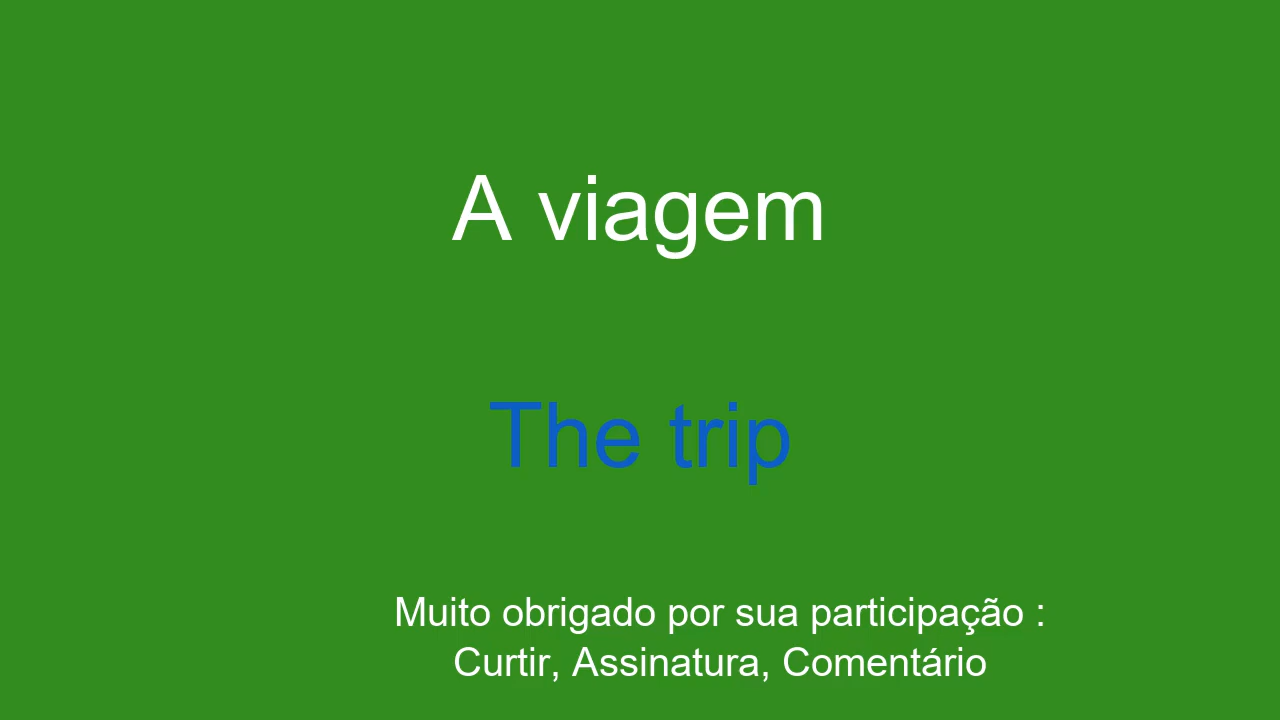 A viagem
The trip
Muito obrigado por sua participação :
Curtir, Assinatura, Comentário